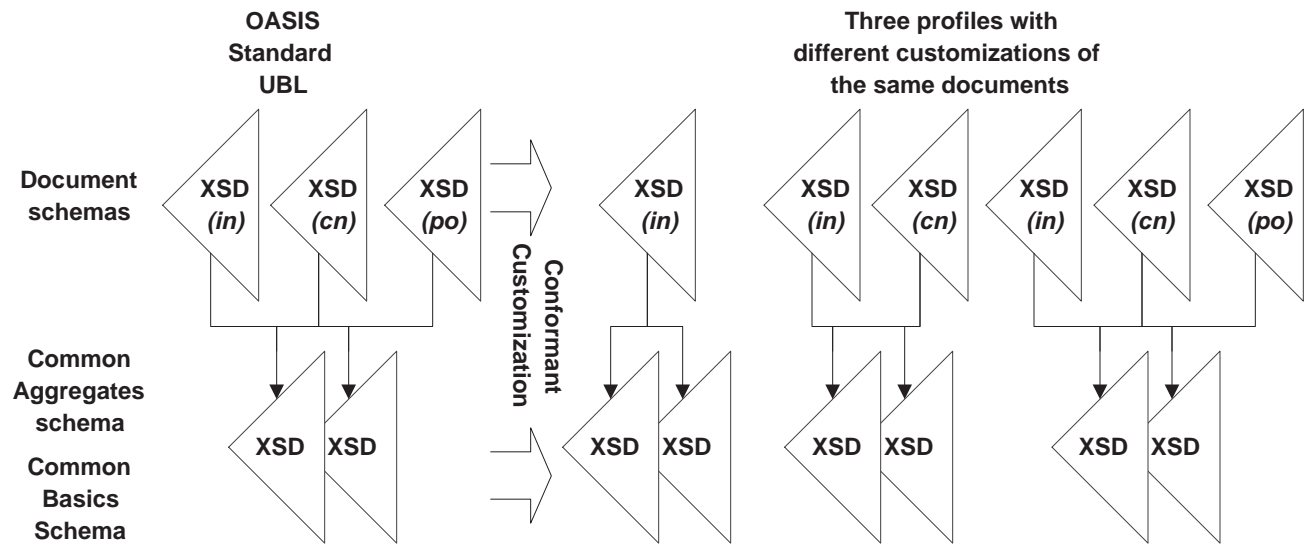 OASIS
Standard
UBL
Three profiles with
different customizations of
the same documents
Document
schemas
XSD
(in)
XSD
(cn)
XSD
(po)
XSD
(in)
XSD
(in)
XSD
(cn)
XSD
(in)
XSD
(cn)
XSD
(po)
Conformant
Customization
Common
Aggregates
schema
Common
Basics
Schema
XSD
XSD
XSD
XSD
XSD
XSD
XSD
XSD